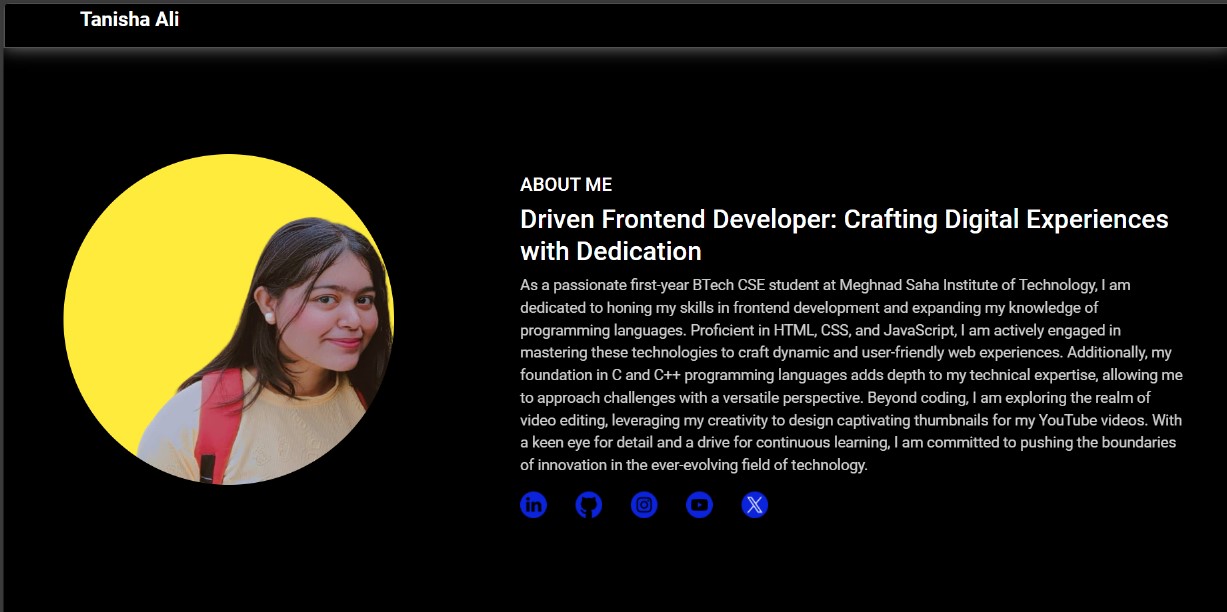 Tanisha Ali
ABOUT ME
Driven Frontend Developer: Crafting Digital Experiences
with Dedication
As a passionate first-year BTech CSE student at Meghnad Saha Institute of Technology, I am
dedicated to honing my skills in frontend development and expanding my knowledge of
programming languages. Proficient in HTML, CSS, and JavaScript, I am actively engaged in
mastering these technologies to craft dynamic and user-friendly web experiences. Additionally, my
foundation in C and C++ programming languages adds depth to my technical expertise, allowing me
to approach challenges with a versatile perspective. Beyond coding, I am exploring the realm of
video editing, leveraging my creativity to design captivating thumbnails for my YouTube videos. With
a keen eye for detail and a drive for continuous learning, I am committed to pushing the boundaries
of innovation in the ever-evolving field of technology.